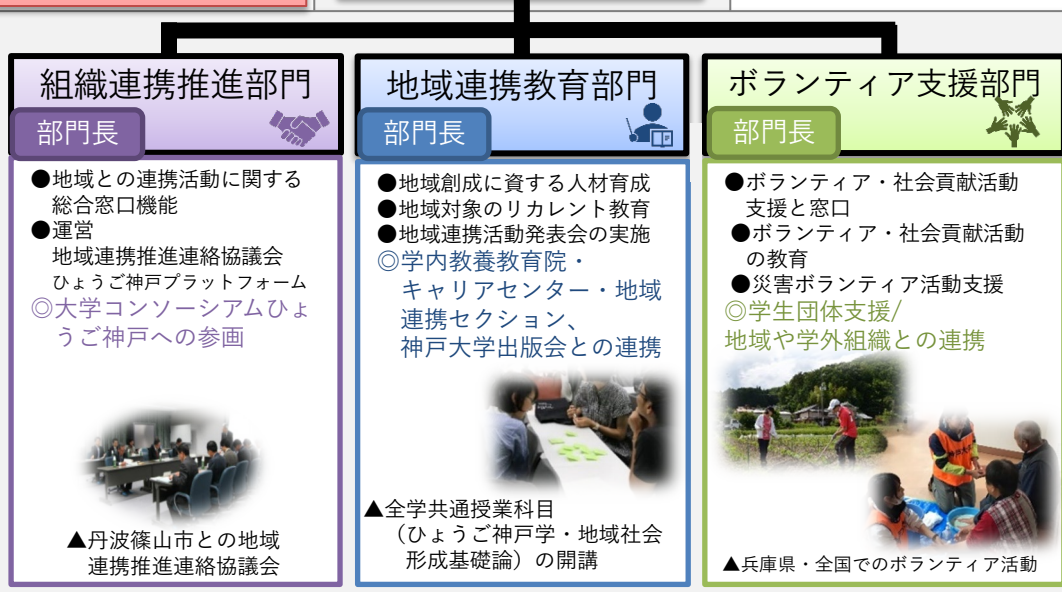 組織連携推進部門
部門長
●地域との連携活動に関する
総合窓口機能
●運営
地域連携推進連絡協議会
ひょうご神戸プラットフォーム
◎大学コンソーシアムひょ
うご神戸への参画
▲丹波篠山市との地域
連携推進連絡協議会
地域連携教育部門
部門長
●地域創成に資する人材育成
●地域対象のリカレント教育
●地域連携活動発表会の実施
◎学内教養教育院・
キャリアセンター・地域
連携セクション、
神戸大学出版会との連携
▲全学共通授業科目
（ひょうご神戸学・地域社会
形成基礎論）の開講
ボランティア支援部門
部門長
●ボランティア・社会貢献活動
支援と窓口
●ボランティア・社会貢献活動
の教育
●災害ボランティア活動支援
◎学生団体支援/
地域や学外組織との連携
▲兵庫県・全国でのボランティア活動